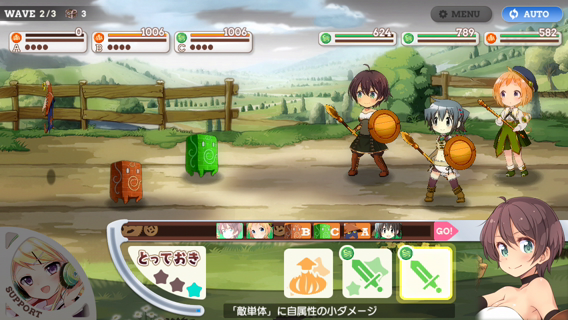 WAVE 2/3 3
MENU
AUTO
0
1006
1006
624
789
582
A
B
C
B C A GO!
とっておき
SUPPORT
「敵単体」に自属性の小ダメージ